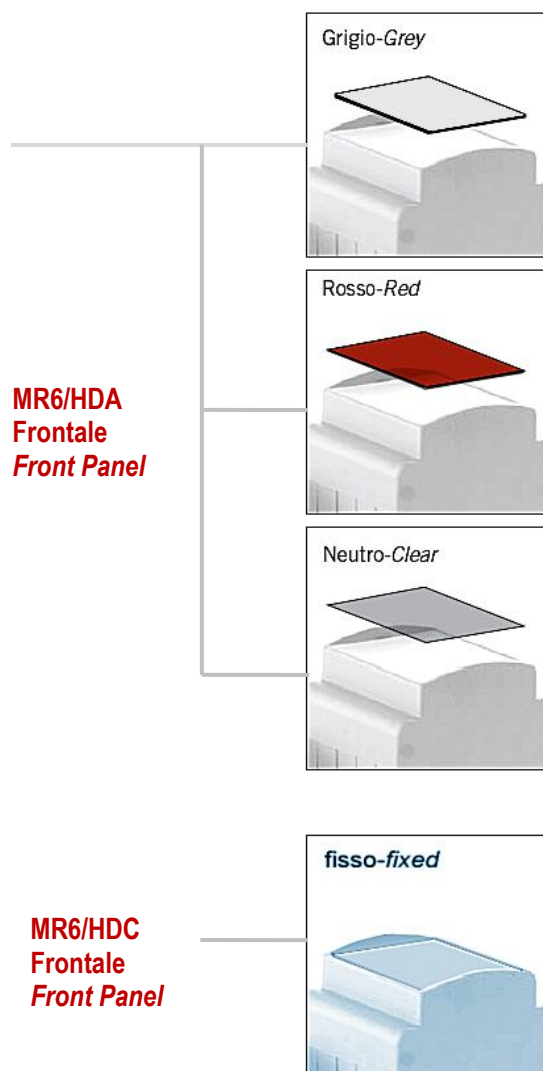 Grigio-Grey
Rosso-Red
MR6/HDA
Frontale
Front Panel
Neutro-Clear
fisso-fixed
MR6/HDC
Frontale
Front Panel